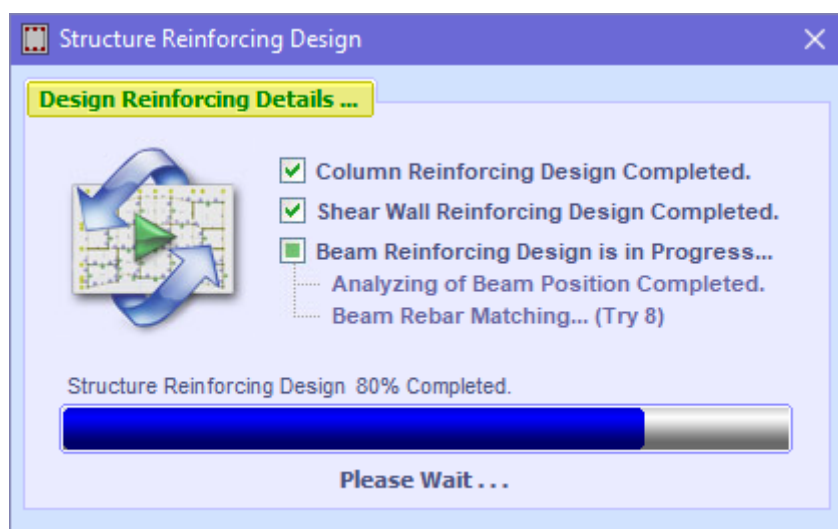 Structure Reinforcing Design
Design Reinforcing Details ...
Column Reinforcing Design Completed.
Shear Wall Reinforcing Design Completed.
Beam Reinforcing Design is in Progress...
Analyzing of Beam Position Completed.
Beam Rebar Matching... (Try 8)
Structure Reinforcing Design 80% Completed.
Please Wait . . .